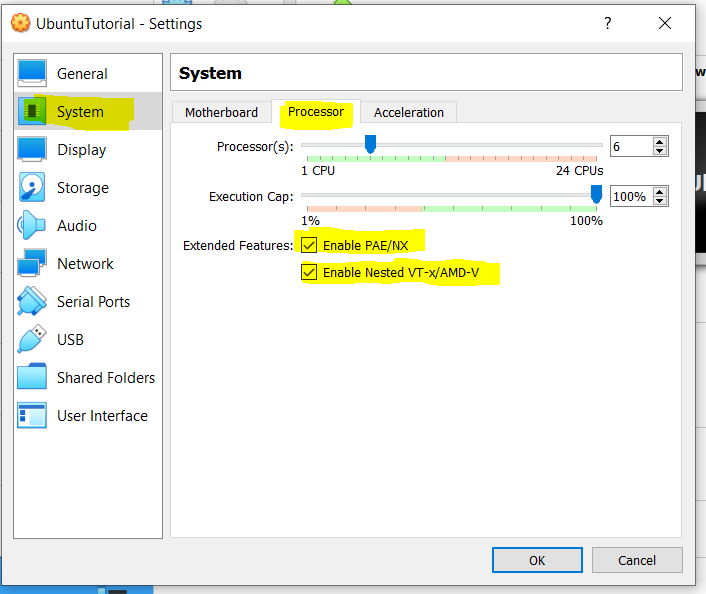 UbuntuTutorial - Settings
?
General
System
Display
Storage
Audio
Network
Serial Ports
USB
Shared Folders
User Interface
System
Motherboard Processor Acceleration
Processor(s): 6
1 CPU 24 CPUs
Execution Cap: 100%
1% 100%
Extended Features: Enable PAE/NX
Enable Nested VT-x/AMD-V
OK Cancel